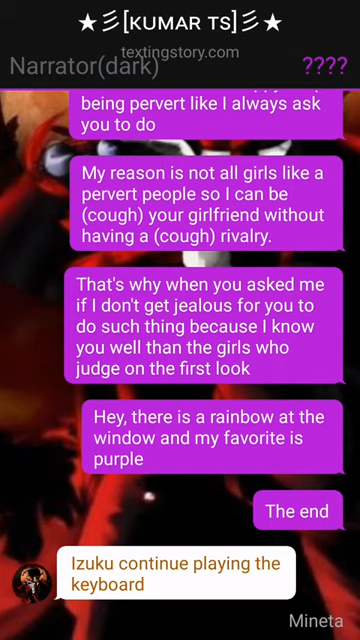 ★彡[ᴋᴜᴍᴀʀ ᴛs]彡★
textingstory.com
Narrator(dark)
????
being pervert like I always ask
you to do
My reason is not all girls like a
pervert people so I can be
(cough) your girlfriend without
having a (cough) rivalry.
That's why when you asked me
if I don't get jealous for you to
do such thing because I know
you well than the girls who
judge on the first look
Hey, there is a rainbow at the
window and my favorite is
purple
The end
Izuku continue playing the
keyboard
Mineta